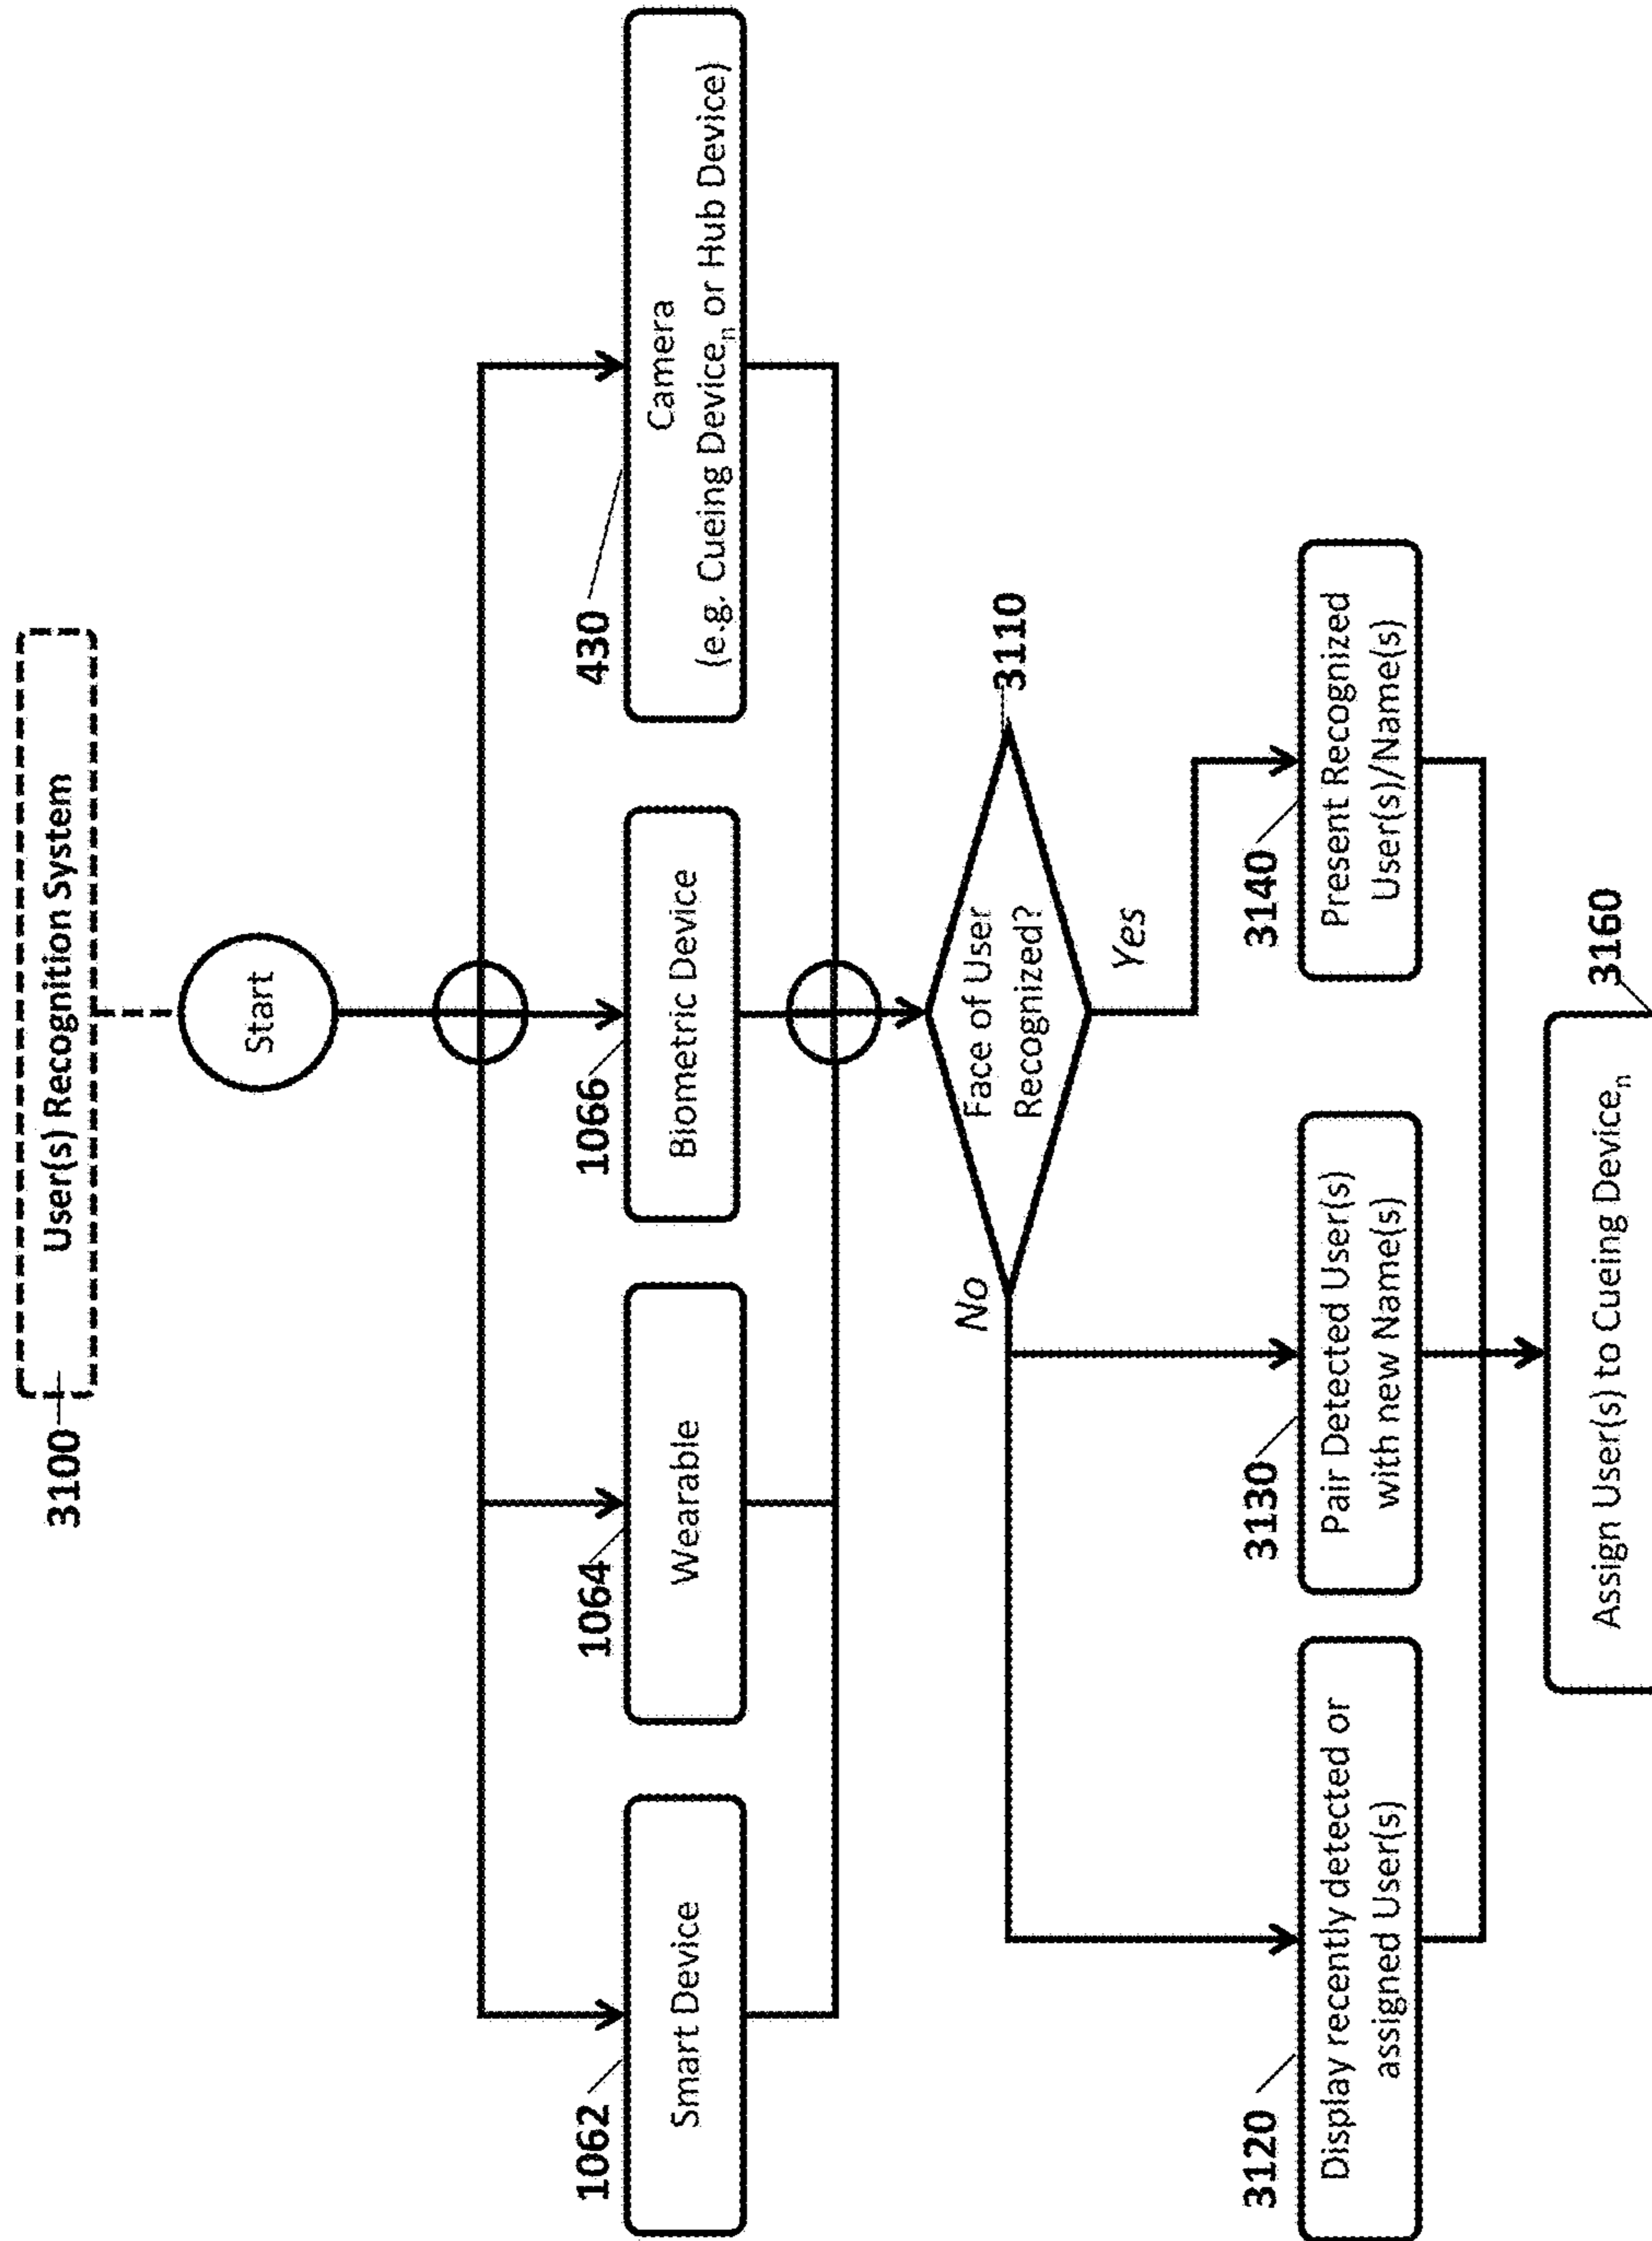 User(s) Recognition System
3100
Start
1062
Smart Device
1064
Wearable
1066
Biometric Device
430
Camera
(e.g. Cueing Deviceₙ or Hub Device)
3110
Face of User
Recognized?
No
Yes
3120
Display recently detected or
assigned User(s)
3130
Pair Detected User(s)
with new Name(s)
3140
Present Recognized
User(s)/Name(s)
3160
Assign User(s) to Cueing Deviceₙ